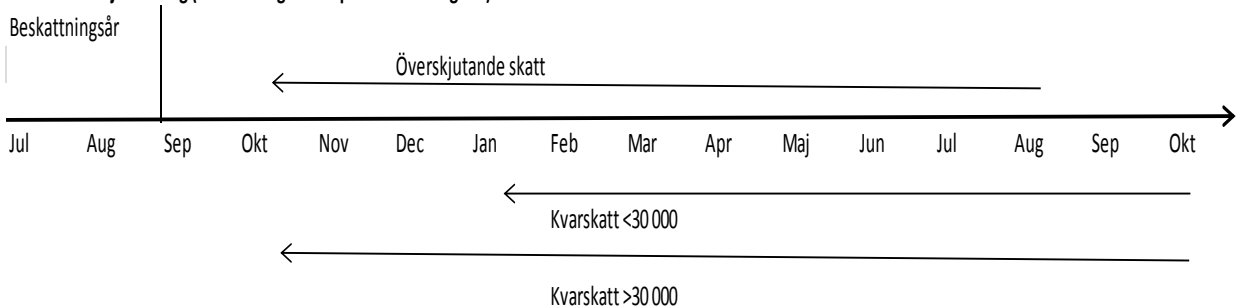 Beskattningsår
Överskjutande skatt
Jul Aug Sep Okt Nov Dec Jan Feb Mar Apr Maj Jun Jul Aug Sep Okt
Kvarskatt <30 000
Kvarskatt >30 000